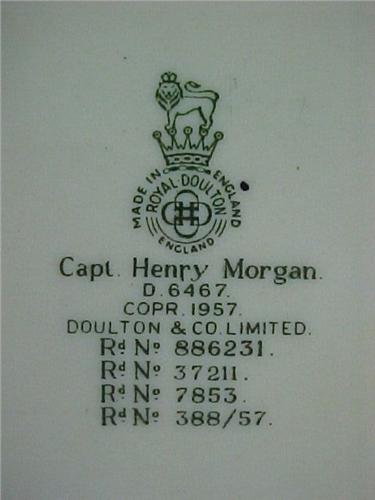 MADE IN ENGLAND
ROYAL·DOULTON
ENGLAND
Capt. Henry Morgan.
D.6467.
COPR.1957.
DOULTON & CO.LIMITED.
Rd No 886231.
Rd No 37211.
Rd No 7853.
Rd No 388/57.